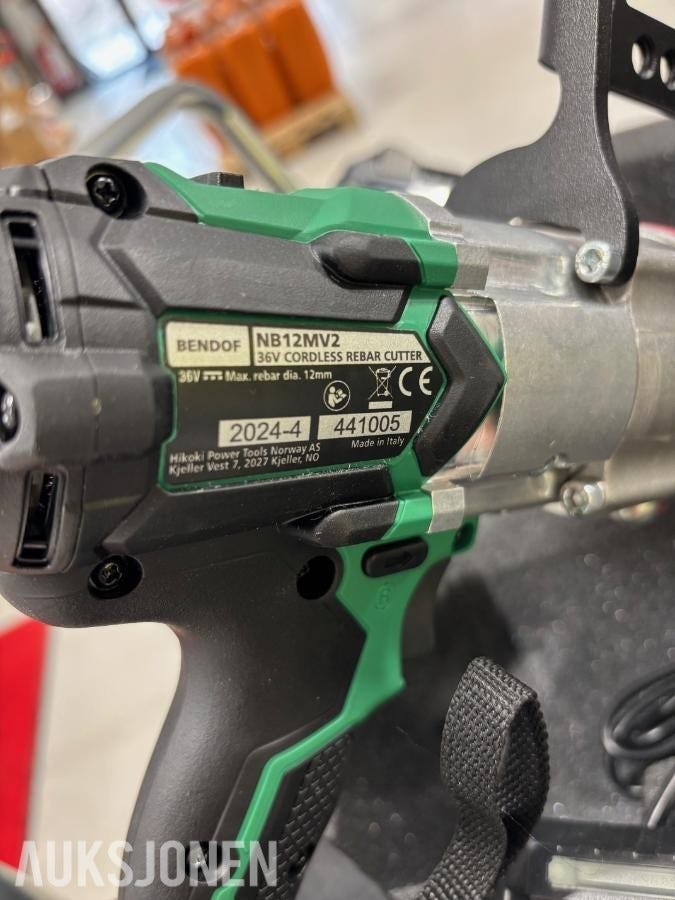 BENDOF
NB12MV2
36V CORDLESS REBAR CUTTER
36V Max. rebar dia. 12mm
CE
2024-4
441005
Made in Italy
Hikoki Power Tools Norway AS
Kjeller Vest 7, 2027 Kjeller, NO
AUKSJONEN